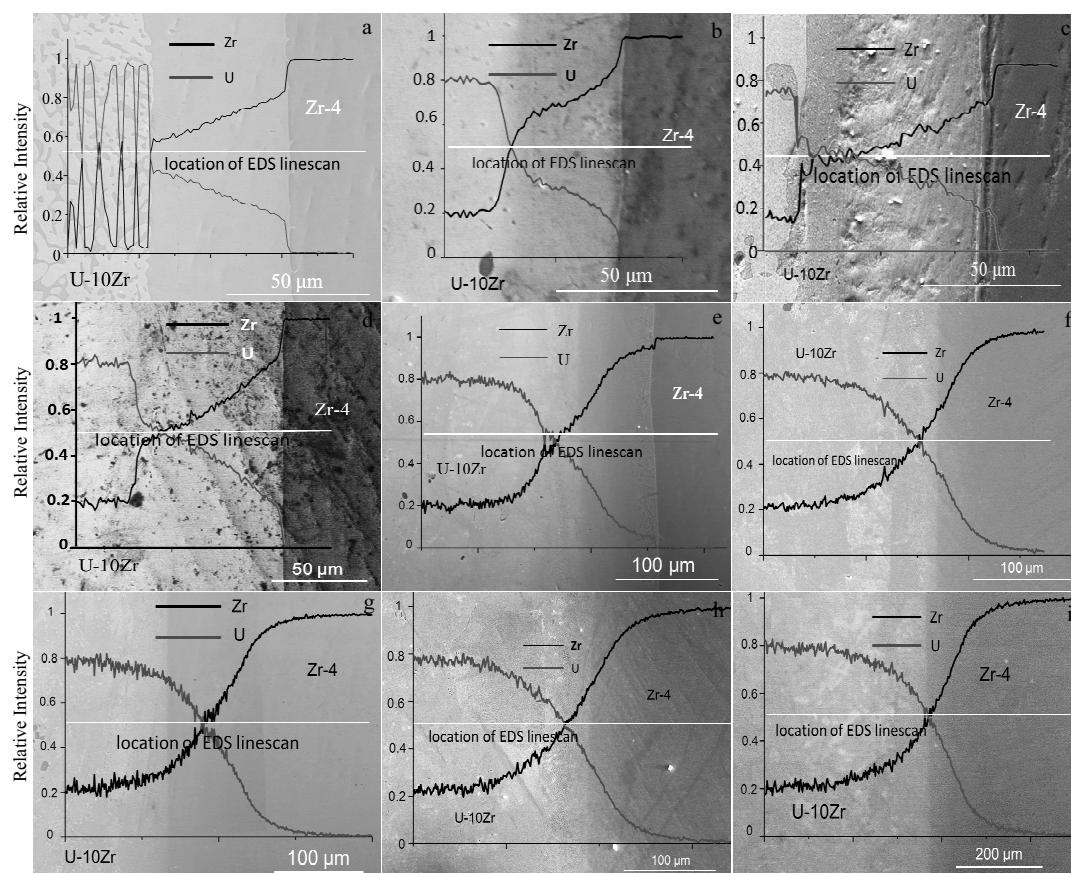 a
Zr
U
Relative Intensity
1
0.8
0.6
0.4
0.2
0
Zr-4
location of EDS linescan
U-10Zr
50 µm
b
Zr
U
1
0.8
0.6
0.4
0.2
0
Zr-4
location of EDS linescan
U-10Zr
50 µm
c
Zr
U
1
0.8
0.6
0.4
0.2
0
Zr-4
location of EDS linescan
U-10Zr
50 µm
d
Zr
U
Relative Intensity
1
0.8
0.6
0.4
0.2
0
Zr-4
location of EDS linescan
U-10Zr
50 µm
e
Zr
U
1
0.8
0.6
0.4
0.2
0
Zr-4
location of EDS linescan
U-10Zr
100 µm
f
U-10Zr
Zr
U
1
0.8
0.6
0.4
0.2
0
Zr-4
location of EDS linescan
100 µm
g
Zr
U
Relative Intensity
1
0.8
0.6
0.4
0.2
0
Zr-4
location of EDS linescan
U-10Zr
100 µm
h
Zr
U
1
0.8
0.6
0.4
0.2
0
Zr-4
location of EDS linescan
U-10Zr
100 µm
i
Zr
U
1
0.8
0.6
0.4
0.2
0
Zr-4
location of EDS linescan
U-10Zr
200 µm